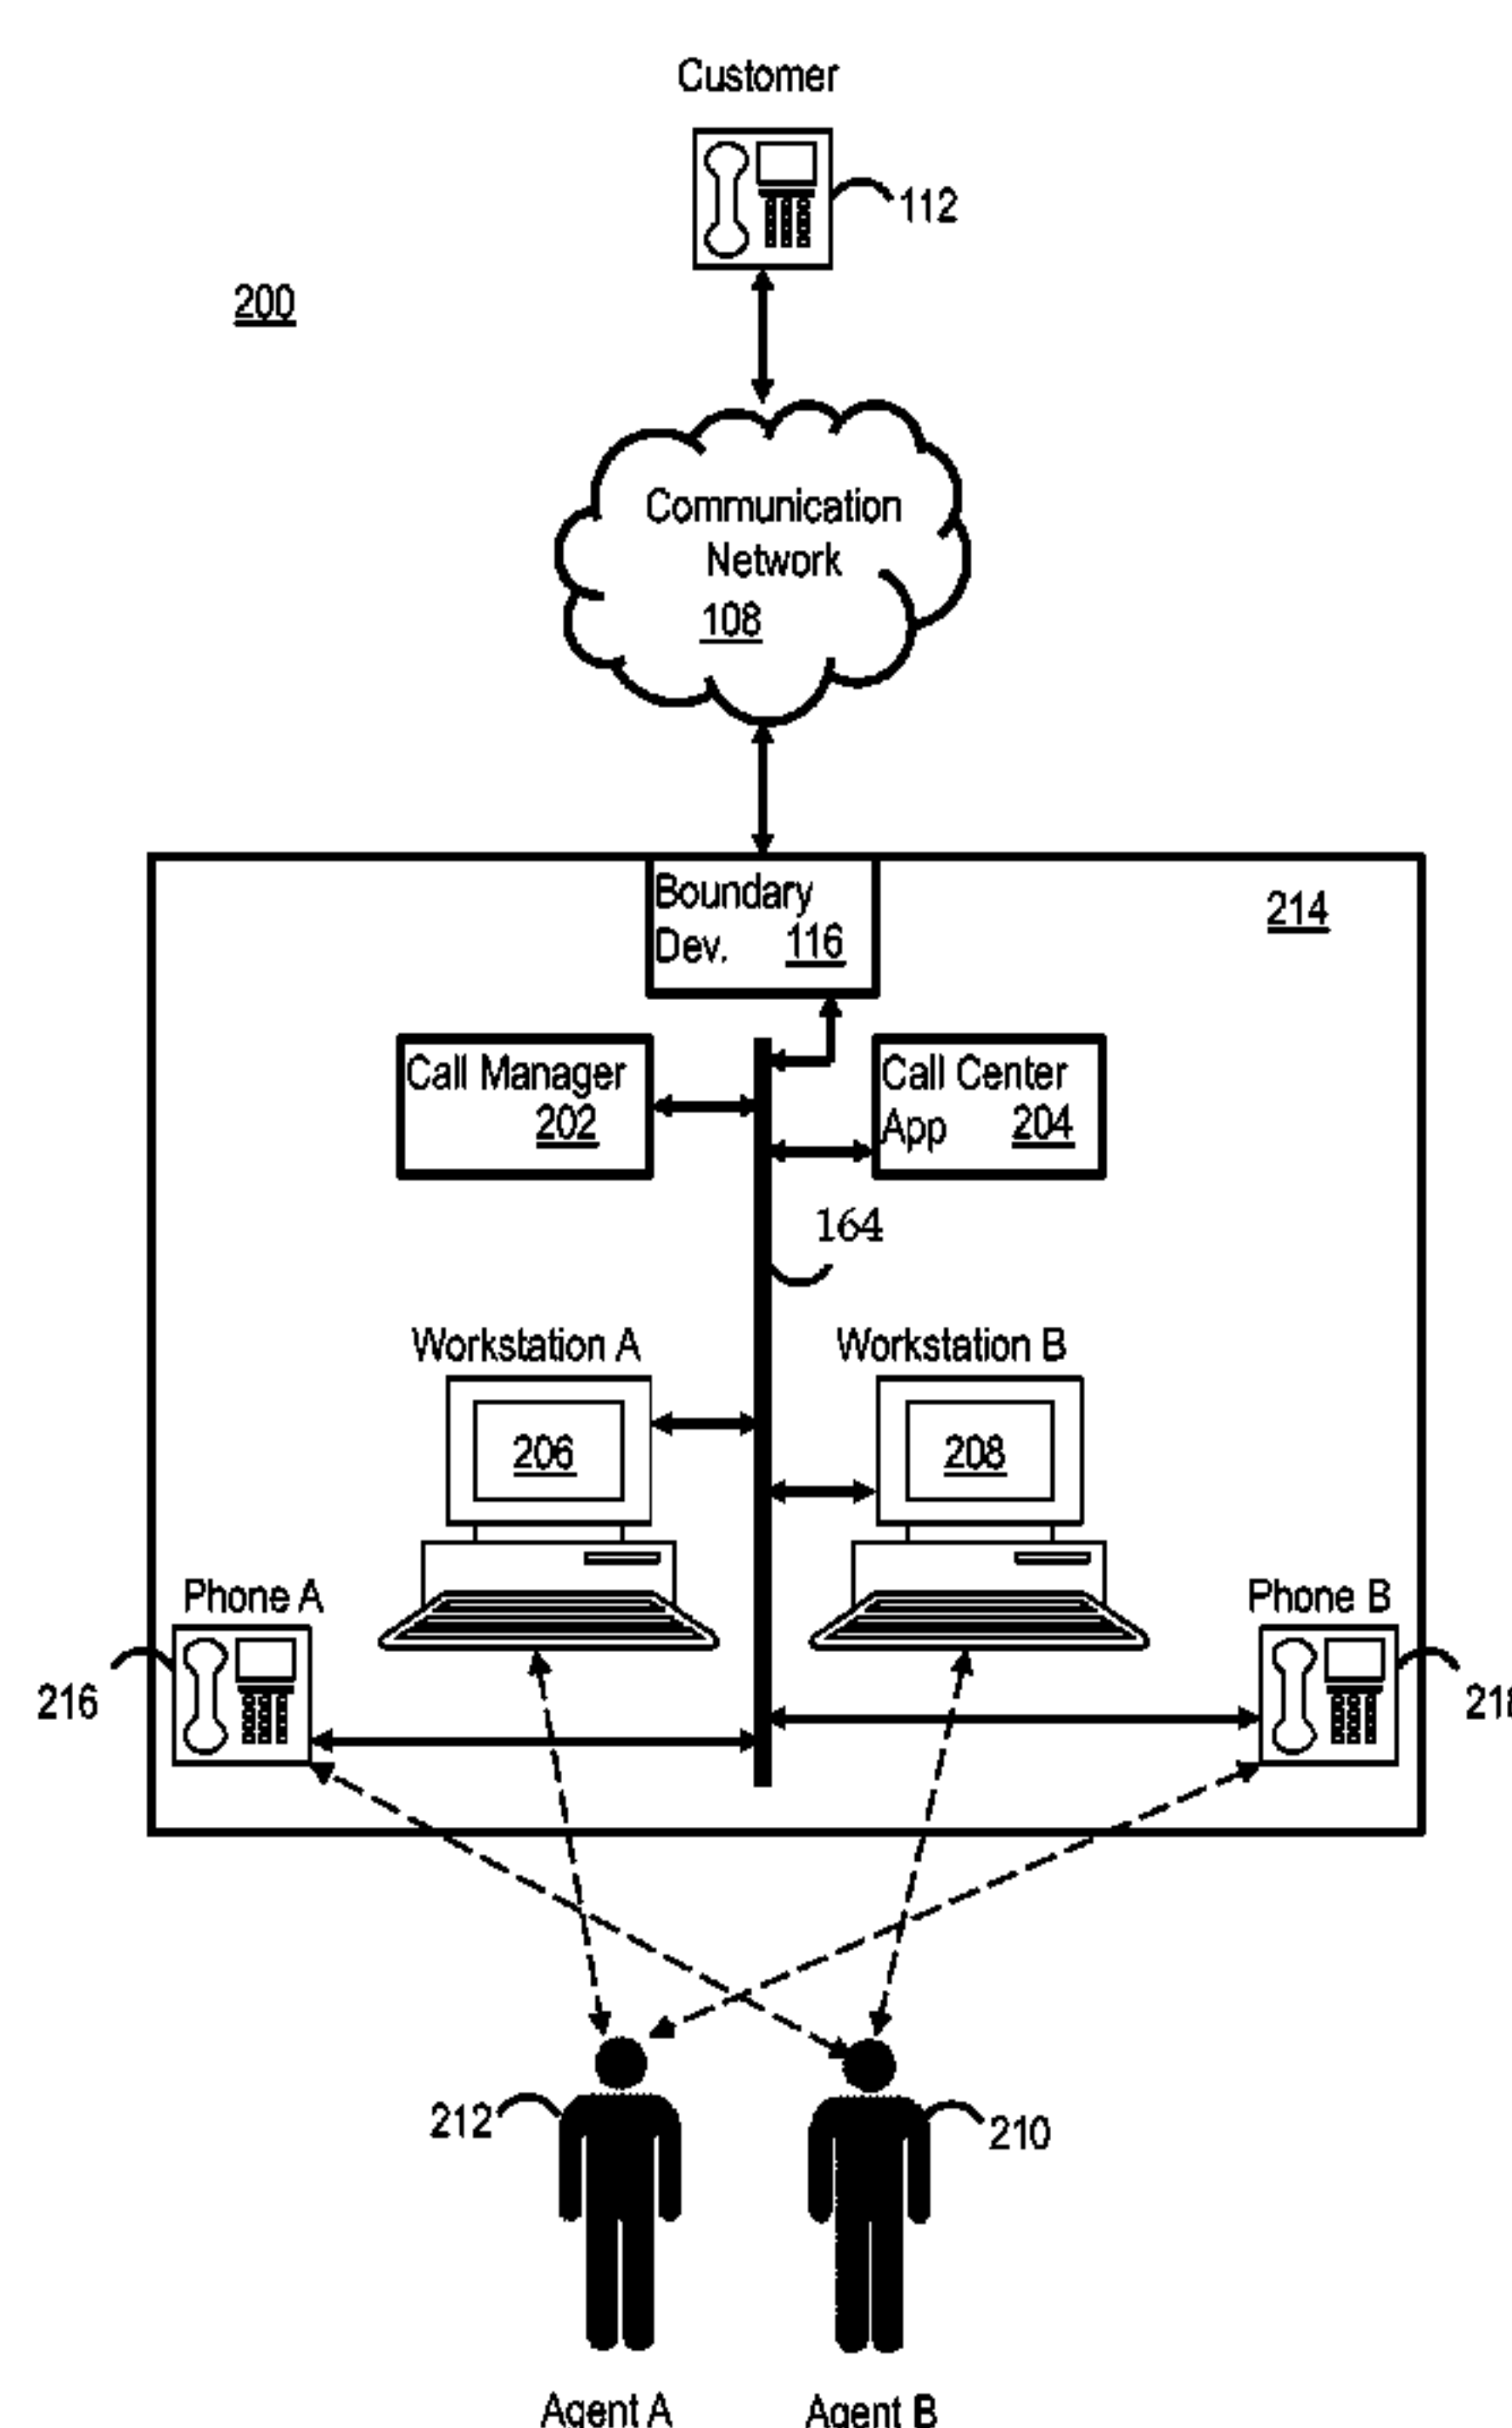 Customer
112
200
Communication
Network
108
Boundary
Dev. 116
214
Call Manager
202
Call Center
App 204
164
Workstation A
Workstation B
206
208
Phone A
Phone B
216
212
210
Agent A
Agent B